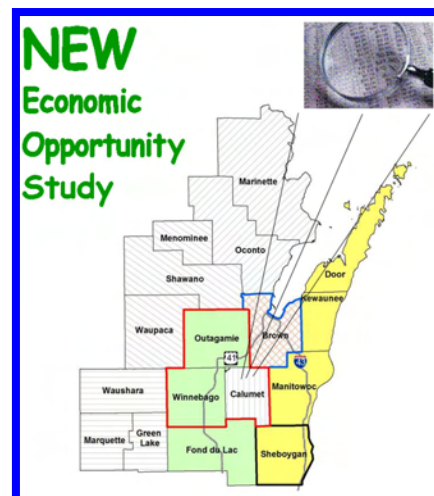 NEW
Economic
Opportunity
Study
Marinette
Menominee
Oconto
Door
Shawano
Kewaunee
Waupaca
Outagamie
Brown
41
43
Waushara
Winnebago
Calumet
Manitowoc
Marquette
Green
Lake
Fond du Lac
Sheboygan